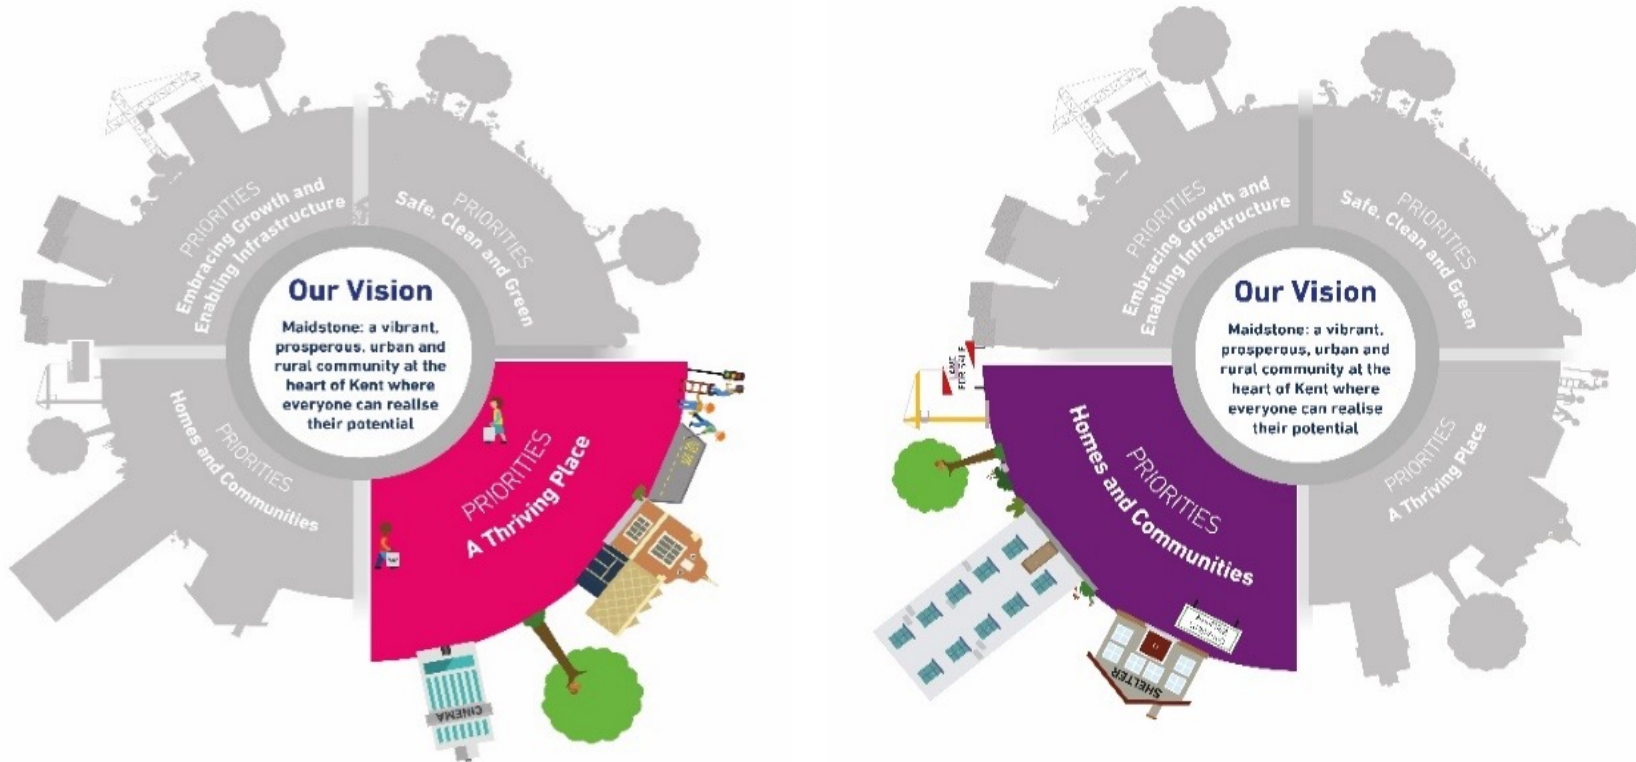 PRIORITIES
Embracing Growth and
Enabling Infrastructure
PRIORITIES
Safe, Clean and Green
Our Vision
Maidstone: a vibrant,
prosperous, urban and
rural community at the
heart of Kent where
everyone can realise
their potential
PRIORITIES
Homes and Communities
PRIORITIES
A Thriving Place
CINEMA
PRIORITIES
Embracing Growth and
Enabling Infrastructure
PRIORITIES
Safe, Clean and Green
Our Vision
Maidstone: a vibrant,
prosperous, urban and
rural community at the
heart of Kent where
everyone can realise
their potential
FOR SALE
PRIORITIES
Homes and Communities
SHELTER
PRIORITIES
A Thriving Place